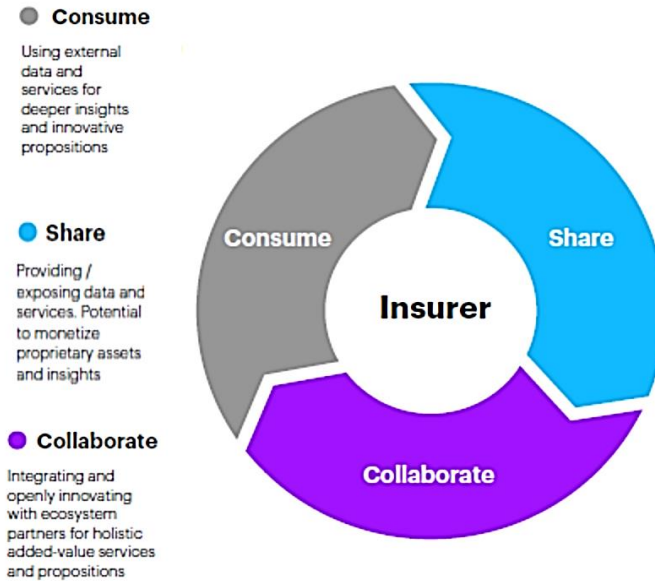 Consume
Using external
data and
services for
deeper insights
and innovative
propositions
Share
Providing /
exposing data and
services. Potential
to monetize
proprietary assets
and insights
Collaborate
Integrating and
openly innovating
with ecosystem
partners for holistic
added-value services
and propositions
Consume
Share
Insurer
Collaborate